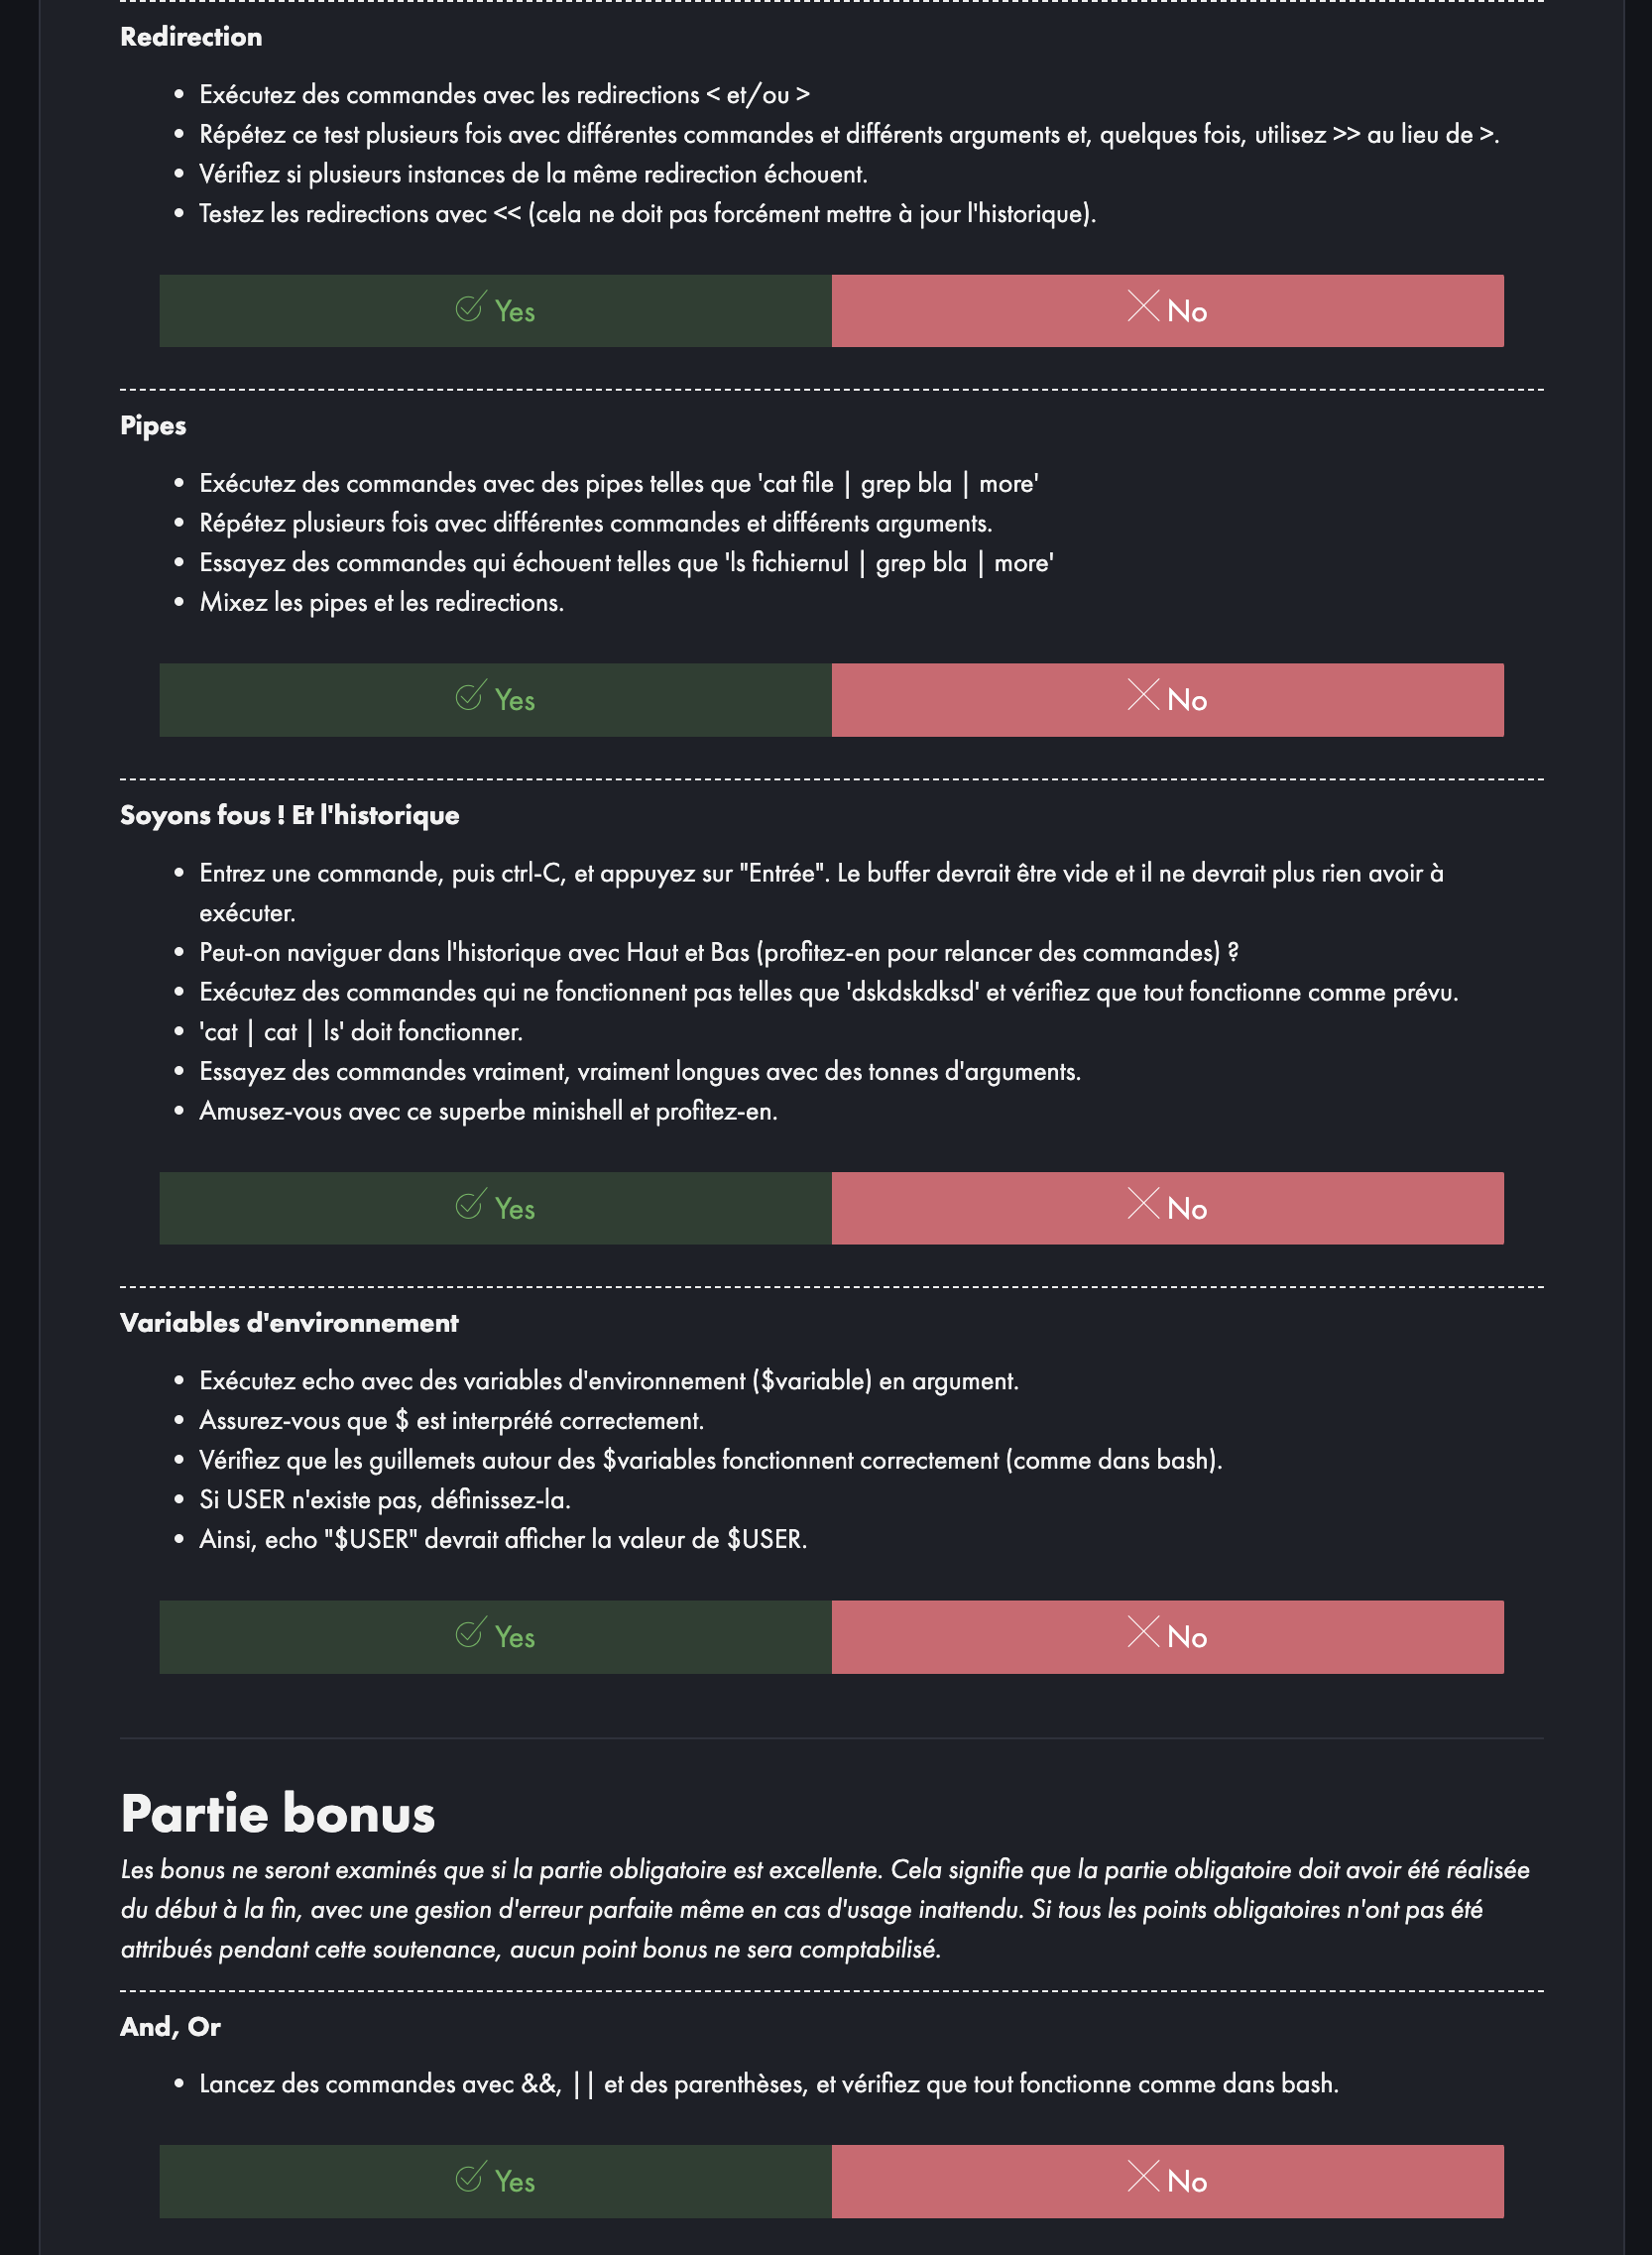 Redirection
• Exécutez des commandes avec les redirections < et/ou >
• Répétez ce test plusieurs fois avec différentes commandes et différents arguments et, quelques fois, utilisez >> au lieu de >.
• Vérifiez si plusieurs instances de la même redirection échouent.
• Testez les redirections avec << (cela ne doit pas forcément mettre à jour l'historique).
Yes
No
Pipes
• Exécutez des commandes avec des pipes telles que 'cat file | grep bla | more'
• Répétez plusieurs fois avec différentes commandes et différents arguments.
• Essayez des commandes qui échouent telles que 'ls fichiernul | grep bla | more'
• Mixez les pipes et les redirections.
Yes
No
Soyons fous ! Et l'historique
• Entrez une commande, puis ctrl-C, et appuyez sur "Entrée". Le buffer devrait être vide et il ne devrait plus rien avoir à
exécuter.
• Peut-on naviguer dans l'historique avec Haut et Bas (profitez-en pour relancer des commandes) ?
• Exécutez des commandes qui ne fonctionnent pas telles que 'dskdskdksd' et vérifiez que tout fonctionne comme prévu.
• 'cat | cat | ls' doit fonctionner.
• Essayez des commandes vraiment, vraiment longues avec des tonnes d'arguments.
• Amusez-vous avec ce superbe minishell et profitez-en.
Yes
No
Variables d'environnement
• Exécutez echo avec des variables d'environnement ($variable) en argument.
• Assurez-vous que $ est interprété correctement.
• Vérifiez que les guillemets autour des $variables fonctionnent correctement (comme dans bash).
• Si USER n'existe pas, définissez-la.
• Ainsi, echo "$USER" devrait afficher la valeur de $USER.
Yes
No
Partie bonus
Les bonus ne seront examinés que si la partie obligatoire est excellente. Cela signifie que la partie obligatoire doit avoir été réalisée
du début à la fin, avec une gestion d'erreur parfaite même en cas d'usage inattendu. Si tous les points obligatoires n'ont pas été
attribués pendant cette soutenance, aucun point bonus ne sera comptabilisé.
And, Or
• Lancez des commandes avec &&, || et des parenthèses, et vérifiez que tout fonctionne comme dans bash.
Yes
No